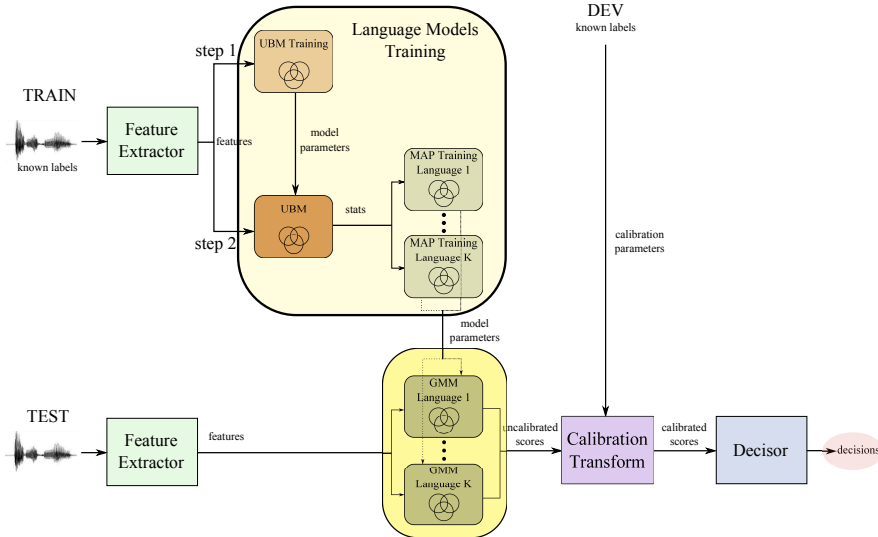 DEV
known labels
Language Models
Training
step 1
UBM Training
TRAIN
known labels
Feature
Extractor
features
model
parameters
step 2
UBM
stats
MAP Training
Language 1
MAP Training
Language K
calibration
parameters
model
parameters
TEST
Feature
Extractor
features
GMM
Language 1
GMM
Language K
uncalibrated
scores
Calibration
Transform
calibrated
scores
Decisor
decisions